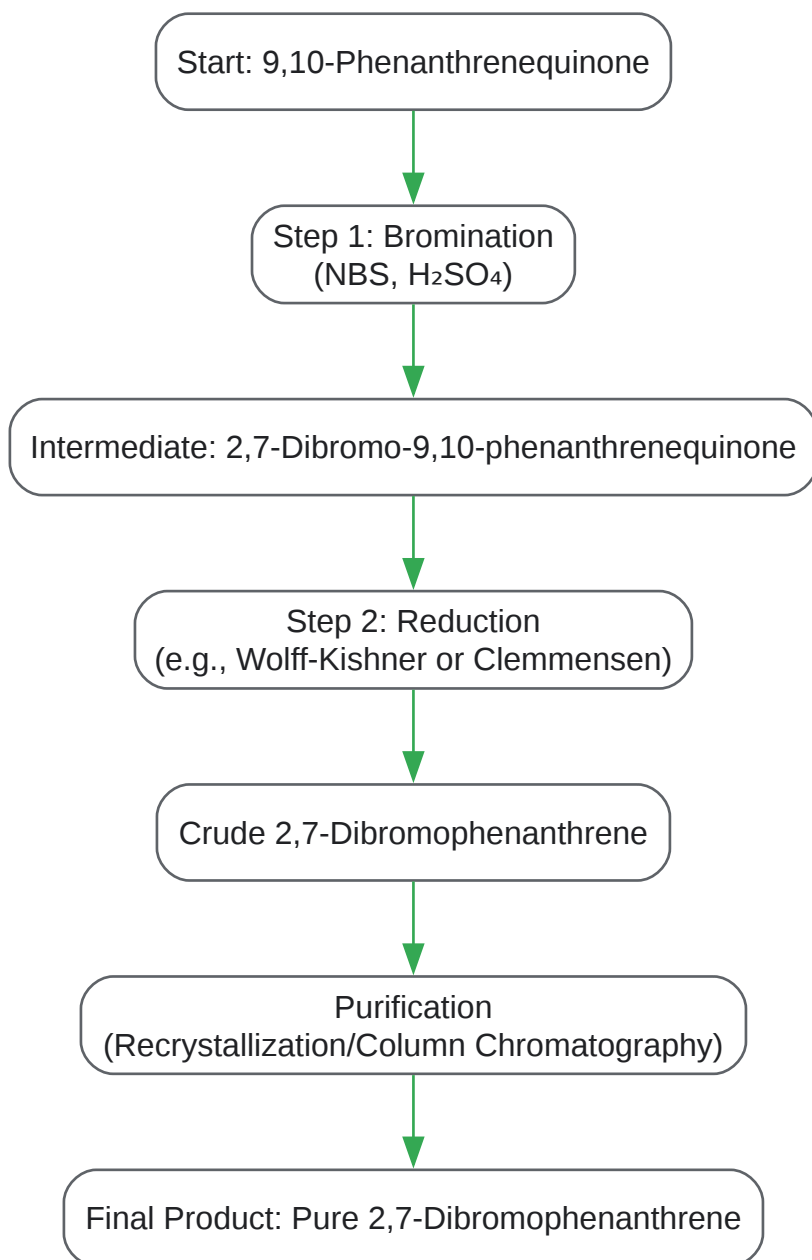 Start: 9,10-Phenanthrenequinone
Step 1: Bromination
(NBS, H₂SO₄)
Intermediate: 2,7-Dibromo-9,10-phenanthrenequinone
Step 2: Reduction
(e.g., Wolff-Kishner or Clemmensen)
Crude 2,7-Dibromophenanthrene
Purification
(Recrystallization/Column Chromatography)
Final Product: Pure 2,7-Dibromophenanthrene